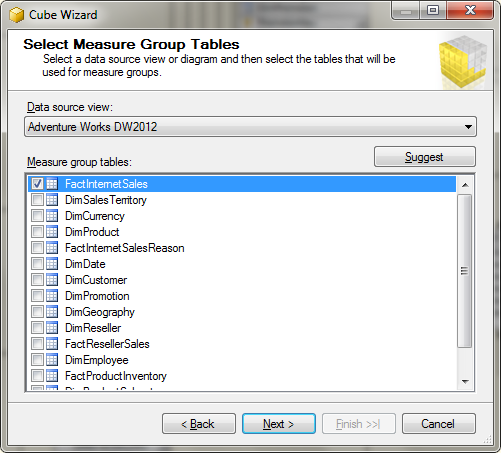 Cube Wizard
Select Measure Group Tables
Select a data source view or diagram and then select the tables that will be
used for measure groups.
Data source view:
Adventure Works DW2012
Suggest
Measure group tables:
FactInternetSales
DimSalesTerritory
DimCurrency
DimProduct
FactInternetSalesReason
DimDate
DimCustomer
DimPromotion
DimGeography
DimReseller
FactResellerSales
DimEmployee
FactProductInventory
< Back
Next >
Finish >>|
Cancel